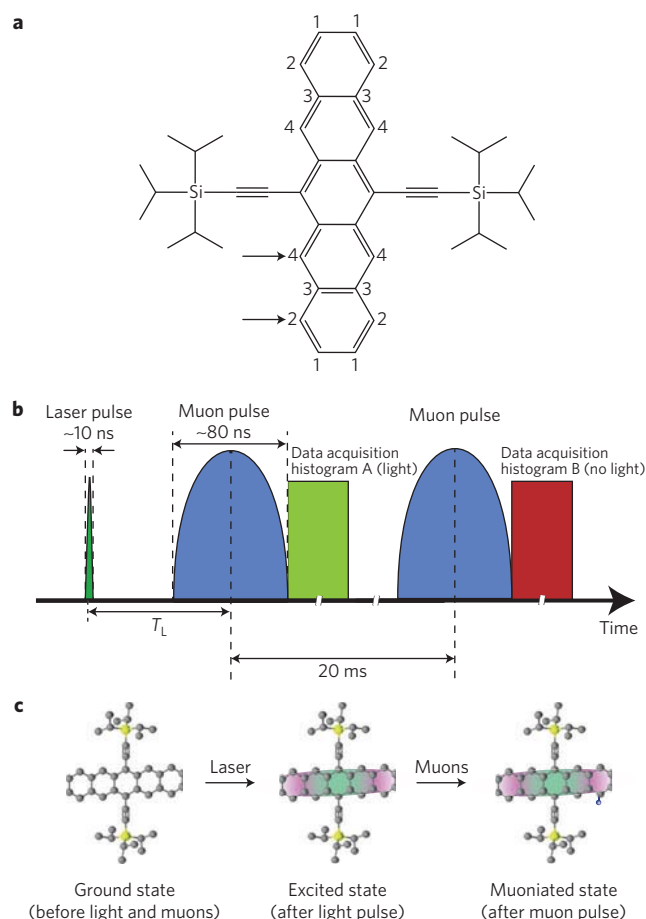 a
1 1
2 2
3 3
4 4
Si Si
4 4
3 3
2 2
1 1
b
Laser pulse
~10 ns
Muon pulse
~80 ns
Data acquisition
histogram A (light)
Muon pulse
Data acquisition
histogram B (no light)
T_L
Time
20 ms
c
Laser
Muons
Ground state
(before light and muons)
Excited state
(after light pulse)
Muoniated state
(after muon pulse)